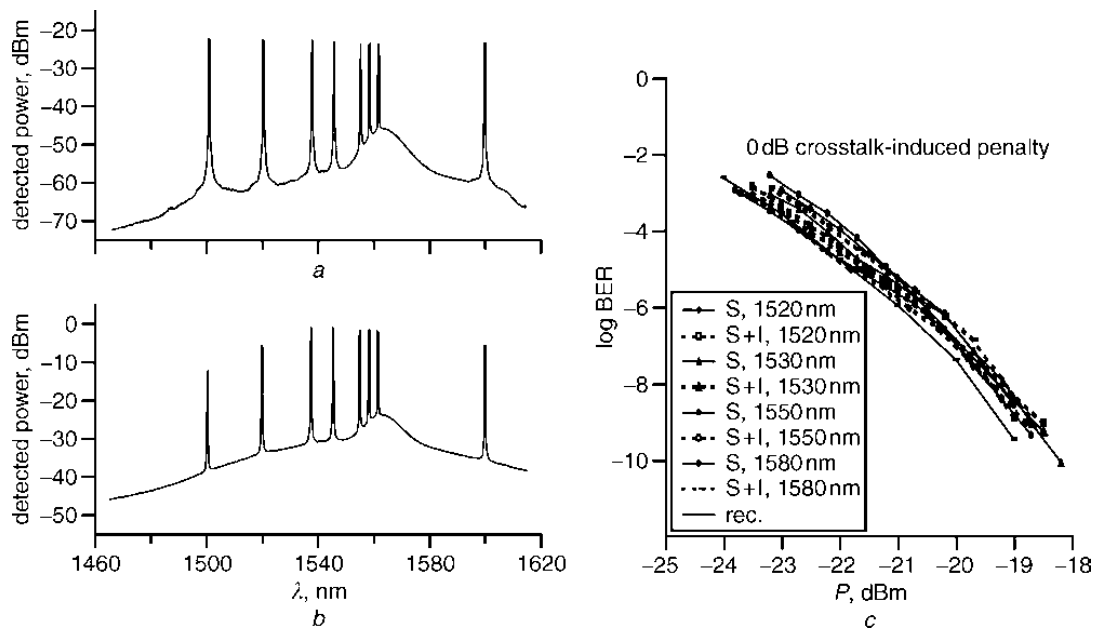 −20
−30
−40
−50
−60
−70
detected power, dBm
a
0
−10
−20
−30
−40
−50
detected power, dBm
1460 1500 1540 1580 1620
λ, nm
b
0
−2
−4
−6
−8
−10
log BER
0 dB crosstalk-induced penalty
S, 1520 nm
S+I, 1520 nm
S, 1530 nm
S+I, 1530 nm
S, 1550 nm
S+I, 1550 nm
S, 1580 nm
S+I, 1580 nm
rec.
−25 −24 −23 −22 −21 −20 −19 −18
P, dBm
c